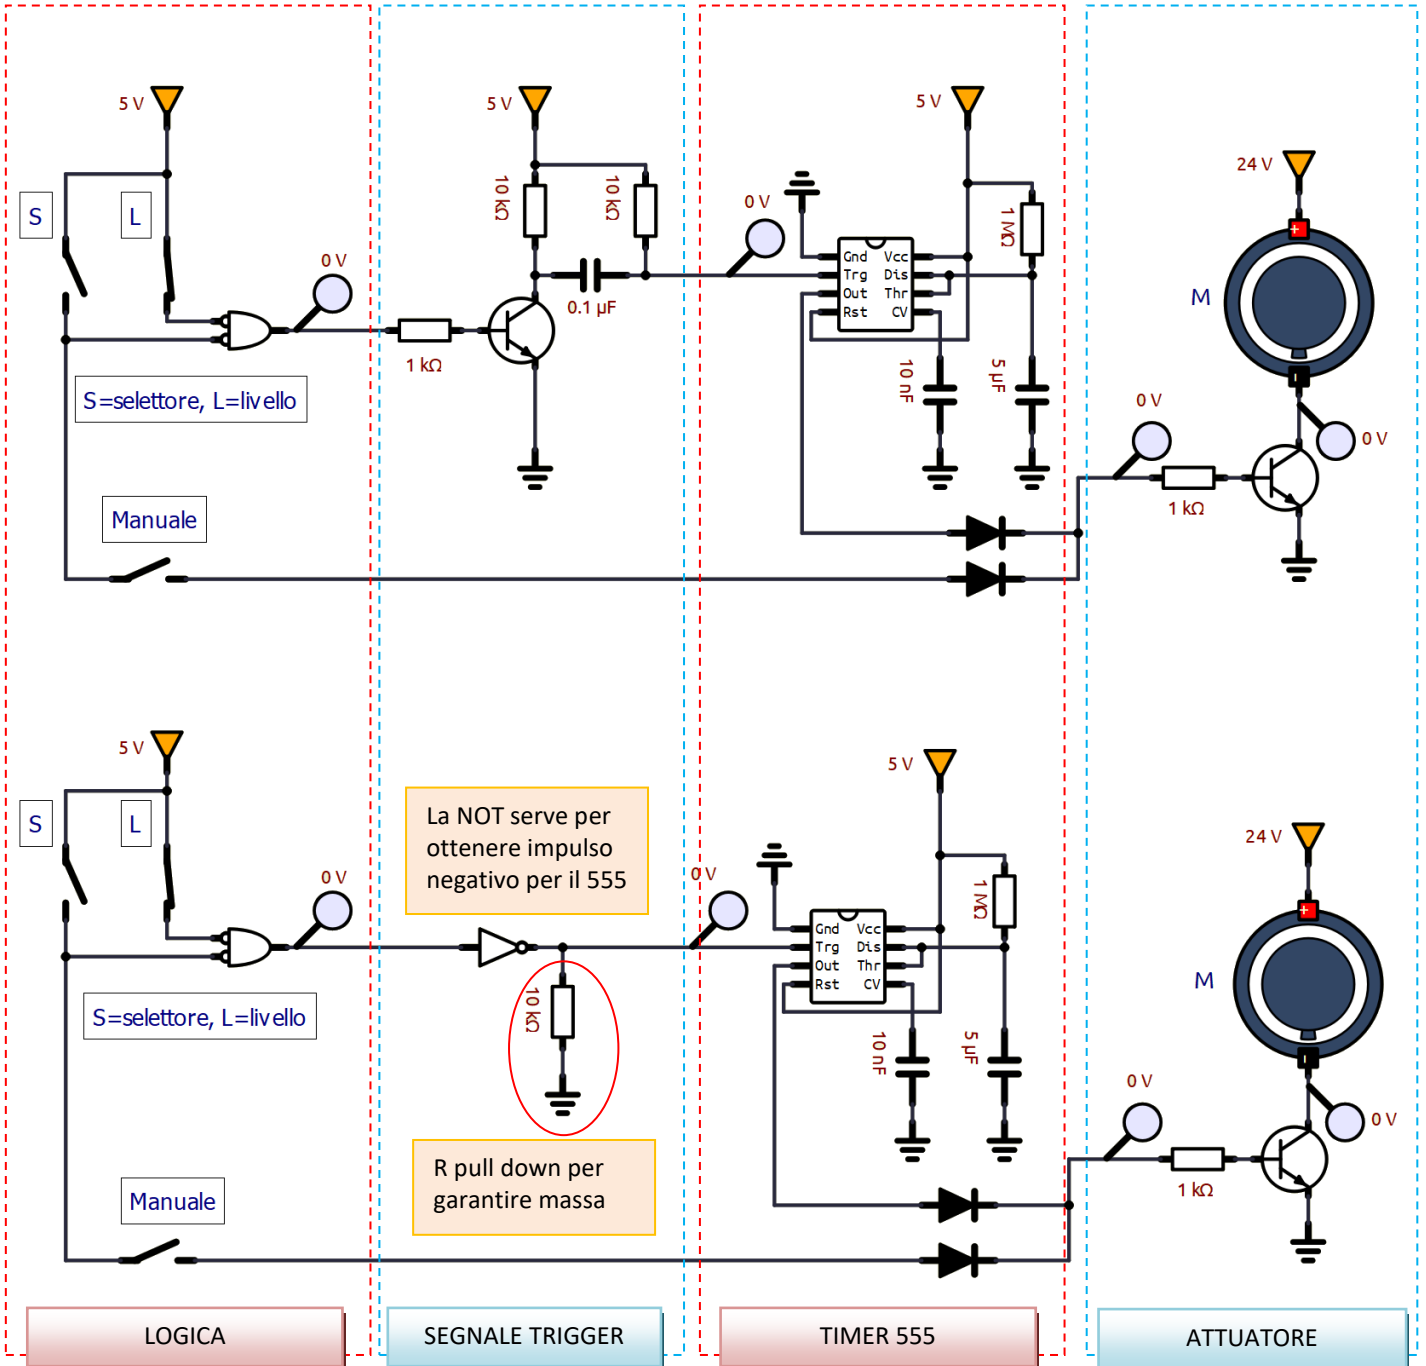 5 V
5 V
5 V
24 V
S
L
10 kΩ
10 kΩ
1 MΩ
0 V
0 V
Gnd Vcc
Trg Dis
Out Thr
Rst CV
M
0.1 µF
1 kΩ
10 nF
5 µF
S=selettore, L=livello
0 V
0 V
1 kΩ
Manuale
5 V
5 V
24 V
S
L
La NOT serve per
ottenere impulso
negativo per il 555
0 V
0 V
1 MΩ
Gnd Vcc
Trg Dis
Out Thr
Rst CV
M
S=selettore, L=livello
10 kΩ
10 nF
5 µF
0 V
0 V
1 kΩ
R pull down per
garantire massa
Manuale
LOGICA
SEGNALE TRIGGER
TIMER 555
ATTUATORE